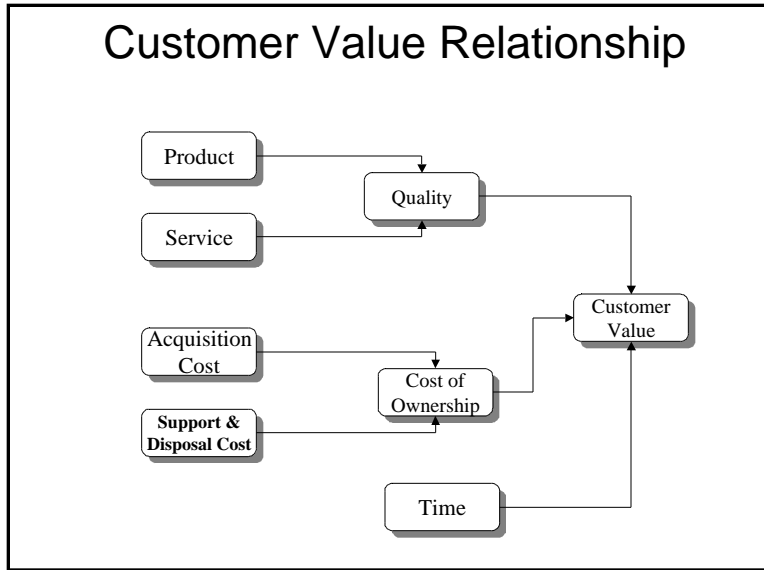 Customer Value Relationship
Product
Quality
Service
Customer
Value
Acquisition
Cost
Cost of
Ownership
Support &
Disposal Cost
Time